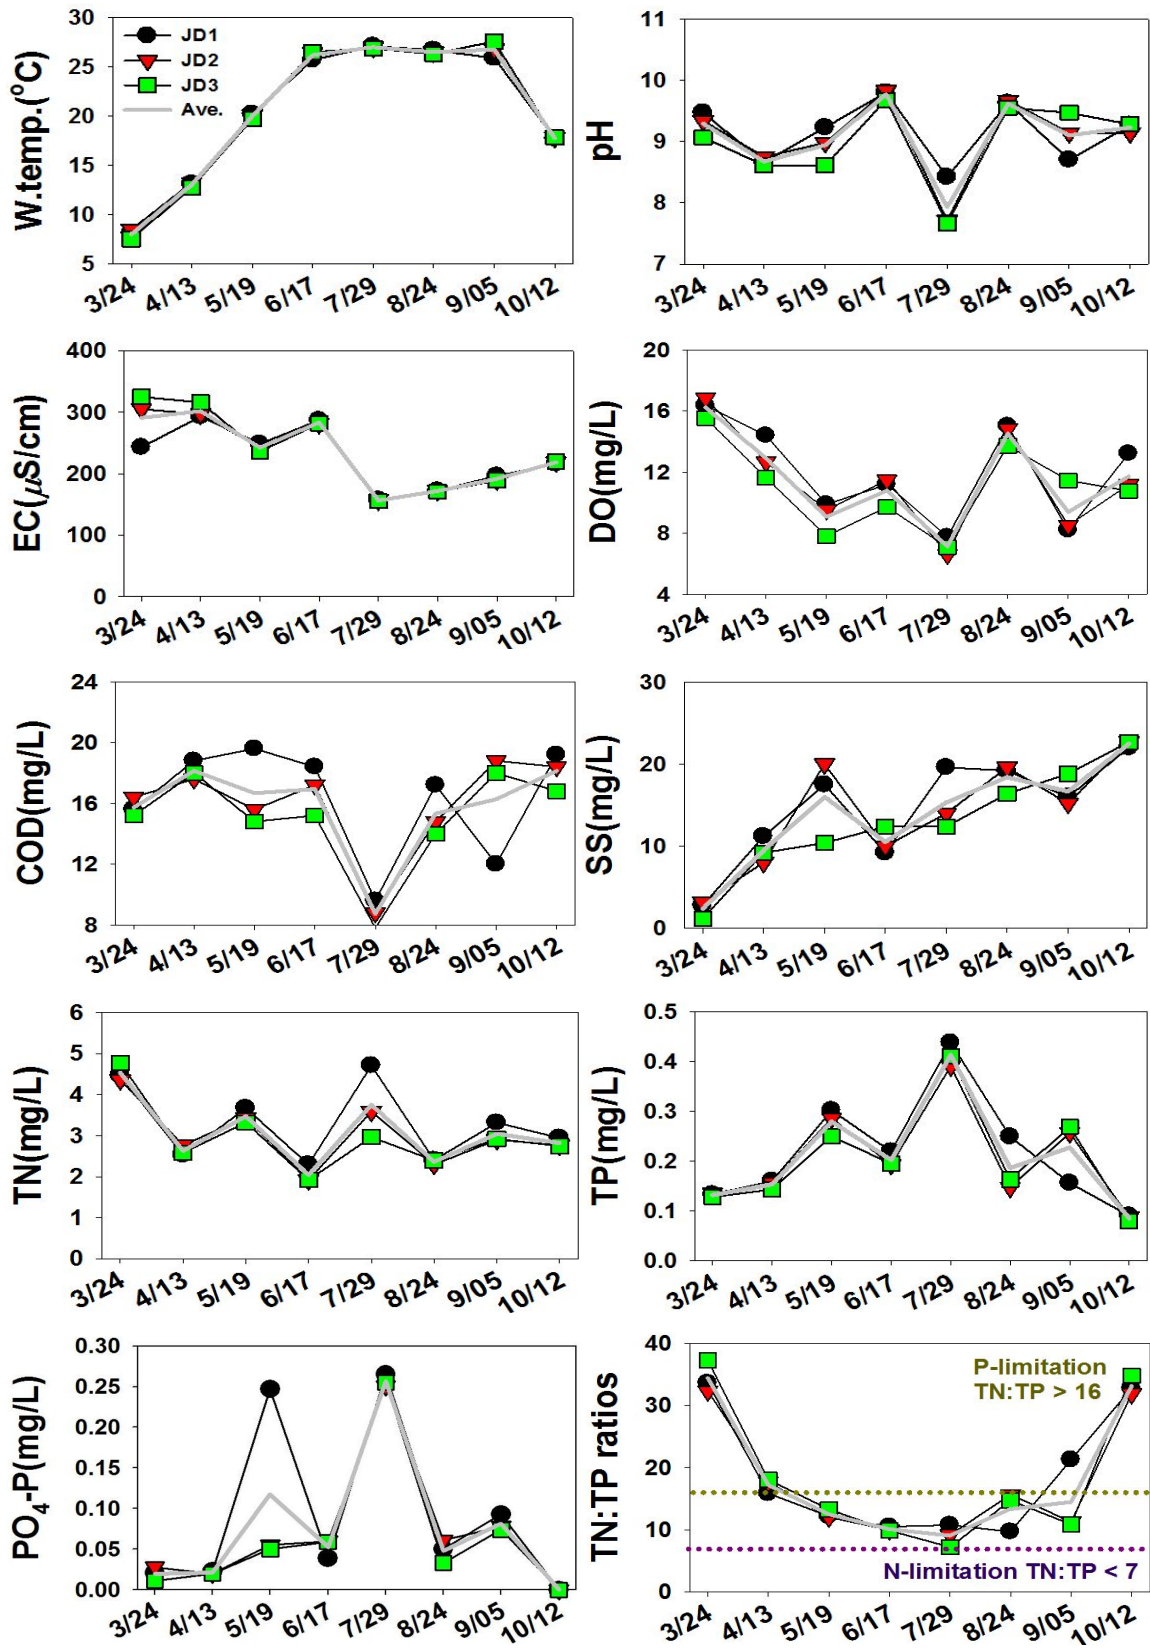 W.temp.(°C)
30
25
20
15
10
5
JD1
JD2
JD3
Ave.
3/24 4/13 5/19 6/17 7/29 8/24 9/05 10/12
pH
11
10
9
8
7
3/24 4/13 5/19 6/17 7/29 8/24 9/05 10/12
EC(μS/cm)
400
300
200
100
0
3/24 4/13 5/19 6/17 7/29 8/24 9/05 10/12
DO(mg/L)
20
16
12
8
4
3/24 4/13 5/19 6/17 7/29 8/24 9/05 10/12
COD(mg/L)
24
20
16
12
8
3/24 4/13 5/19 6/17 7/29 8/24 9/05 10/12
SS(mg/L)
30
20
10
0
3/24 4/13 5/19 6/17 7/29 8/24 9/05 10/12
TN(mg/L)
6
5
4
3
2
1
0
3/24 4/13 5/19 6/17 7/29 8/24 9/05 10/12
TP(mg/L)
0.5
0.4
0.3
0.2
0.1
0.0
3/24 4/13 5/19 6/17 7/29 8/24 9/05 10/12
PO₄-P(mg/L)
0.30
0.25
0.20
0.15
0.10
0.05
0.00
3/24 4/13 5/19 6/17 7/29 8/24 9/05 10/12
TN:TP ratios
40
30
20
10
0
P-limitation
TN:TP > 16
N-limitation TN:TP < 7
3/24 4/13 5/19 6/17 7/29 8/24 9/05 10/12